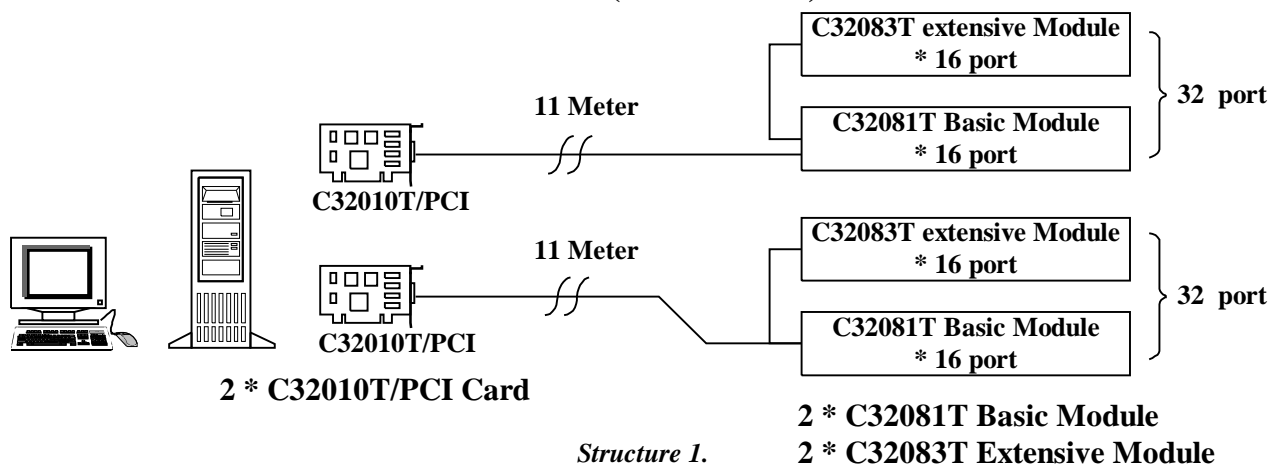 C32083T extensive Module
* 16 port
32 port
11 Meter
C32081T Basic Module
* 16 port
C32010T/PCI
C32083T extensive Module
* 16 port
11 Meter
32 port
C32081T Basic Module
* 16 port
C32010T/PCI
2 * C32010T/PCI Card
2 * C32081T Basic Module
Structure 1.
2 * C32083T Extensive Module